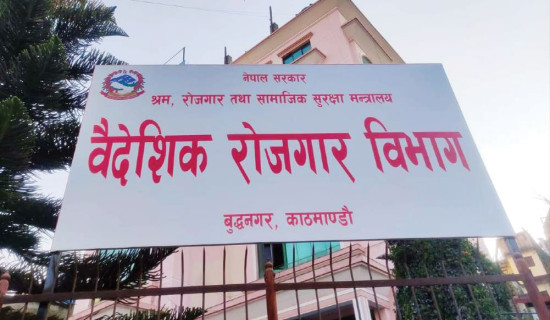 नेपाल सरकार
श्रम, रोजगार तथा सामाजिक सुरक्षा मन्त्रालय
वैदेशिक रोजगार विभाग
बुद्धनगर, काठमाण्डौ